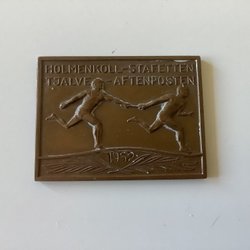 HOLMENKOLL-STAFETTEN
TJALVE-AFTENPOSTEN
1952